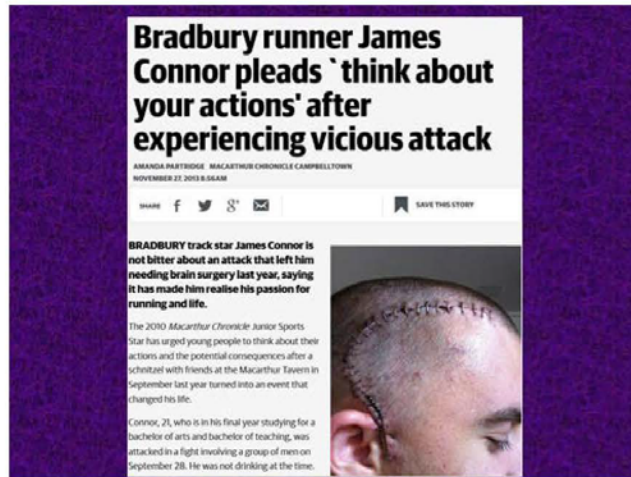 Bradbury runner James
Connor pleads `think about
your actions' after
experiencing vicious attack
AMANDA PARTRIDGE MACARTHUR CHRONICLE CAMPBELLTOWN
NOVEMBER 27, 2013 8:56AM
SHARE f g+ SAVE THIS STORY
BRADBURY track star James Connor is
not bitter about an attack that left him
needing brain surgery last year, saying
it has made him realise his passion for
running and life.
The 2010 Macarthur Chronicle Junior Sports
Star has urged young people to think about their
actions and the potential consequences after a
schnitzel with friends at the Macarthur Tavern in
September last year turned into an event that
changed his life.
Connor, 21, who is in his final year studying for a
bachelor of arts and bachelor of teaching, was
attacked in a fight involving a group of men on
September 28. He was not drinking at the time.